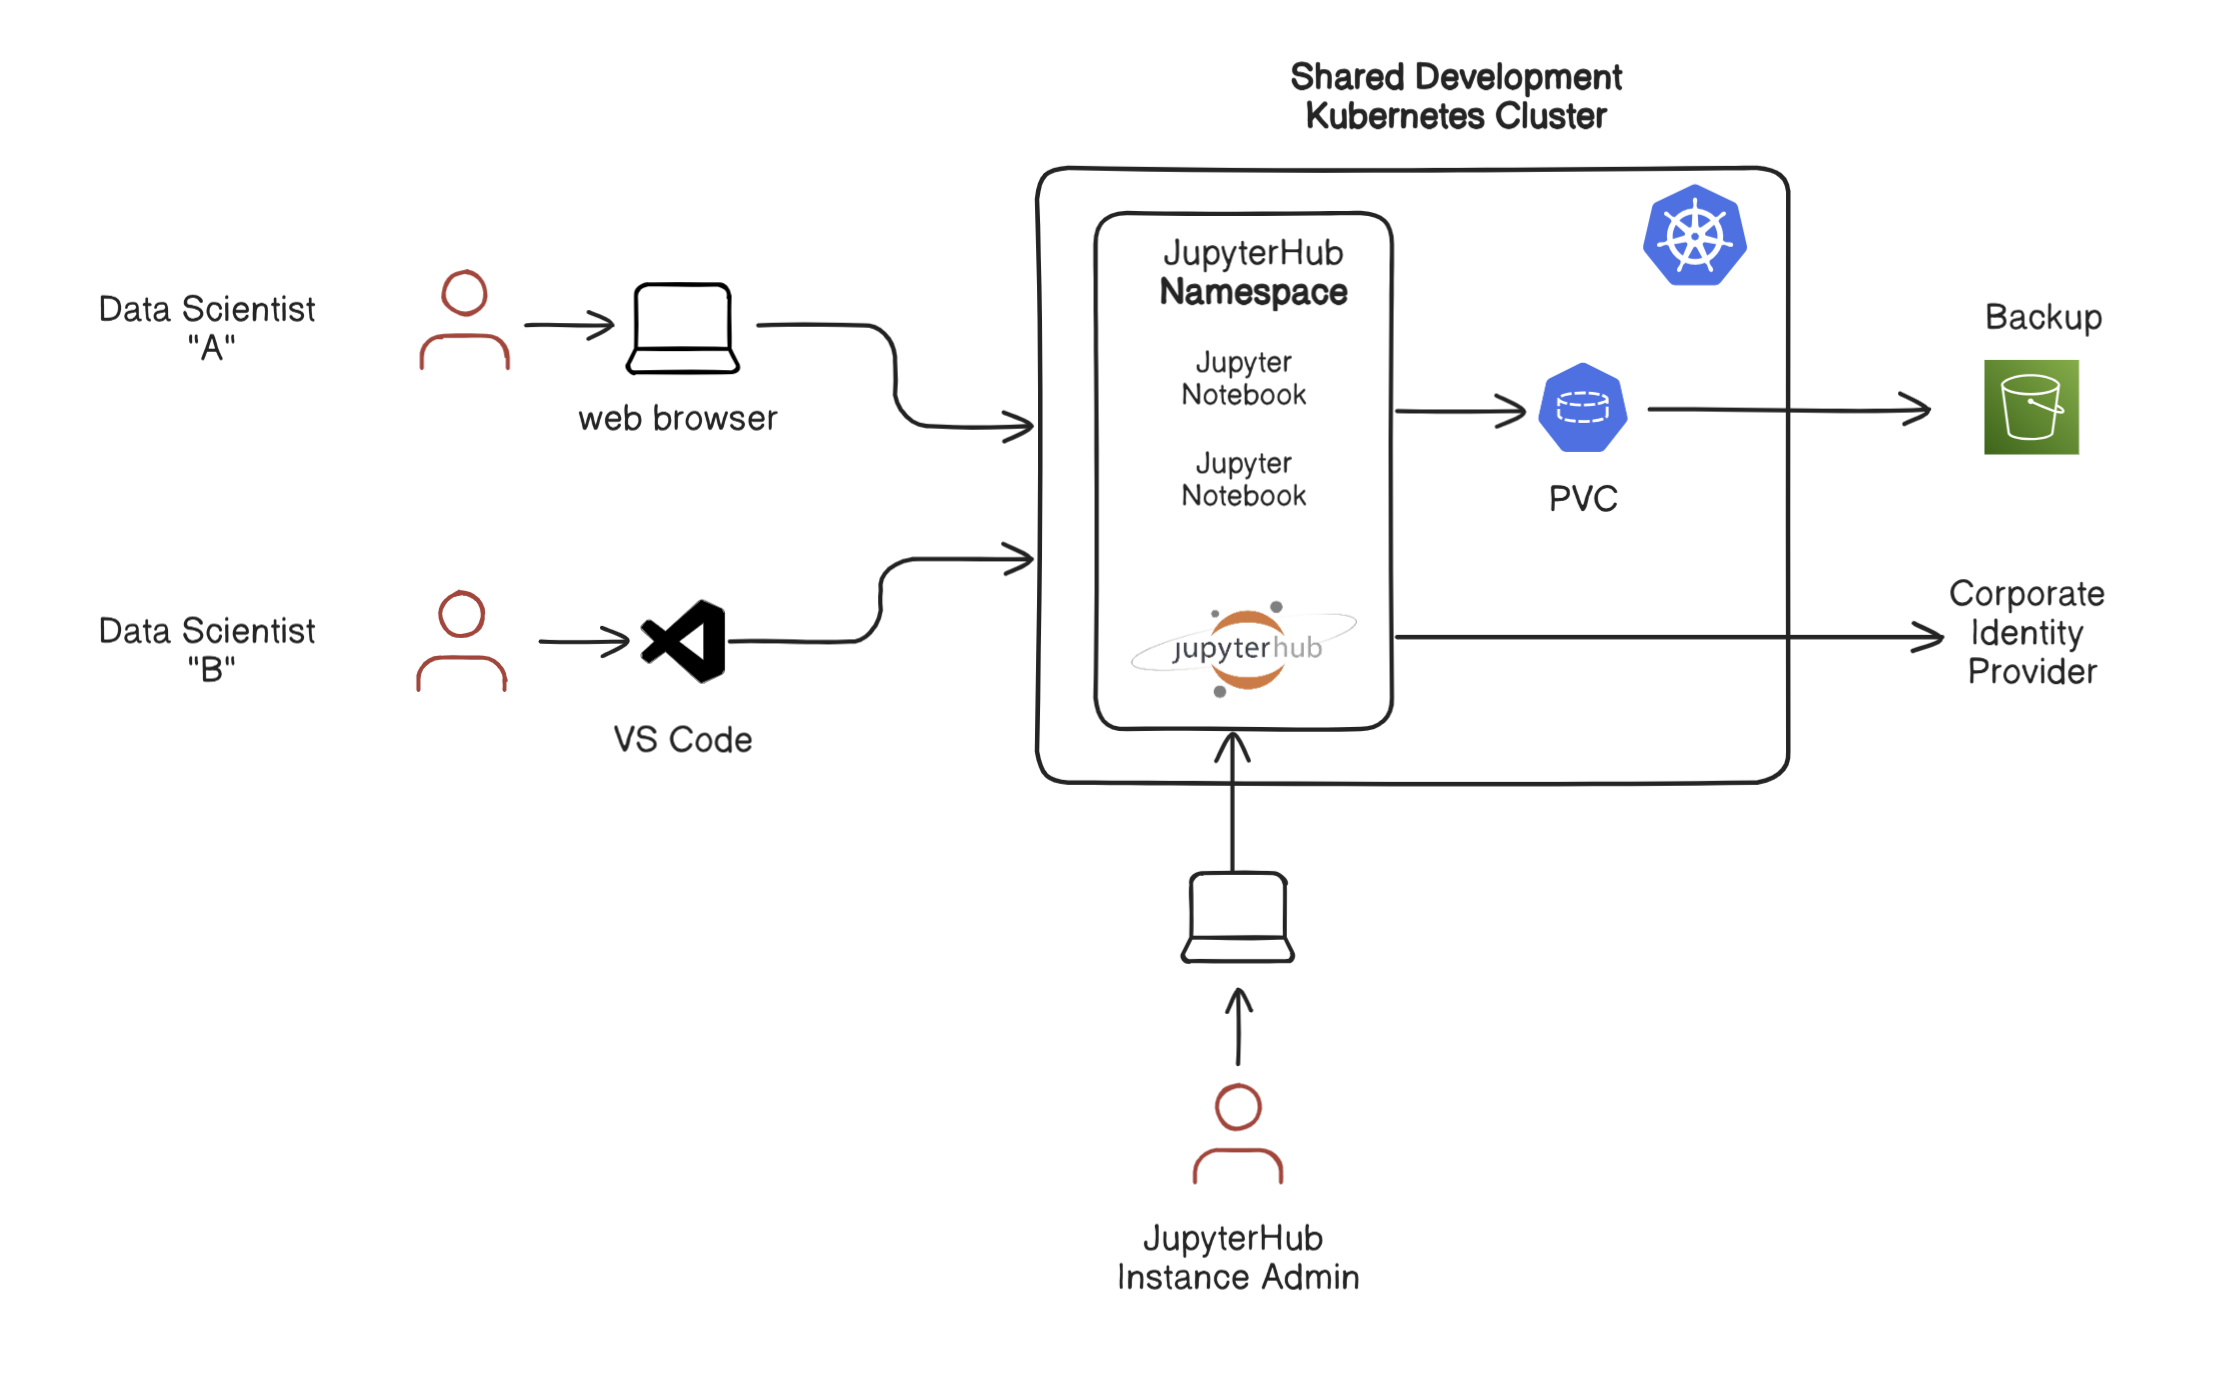 Shared Development
Kubernetes Cluster
JupyterHub
Namespace
Jupyter
Notebook
Jupyter
Notebook
jupyterhub
Data Scientist
"A"
web browser
Data Scientist
"B"
VS Code
PVC
Backup
Corporate
Identity
Provider
JupyterHub
Instance Admin